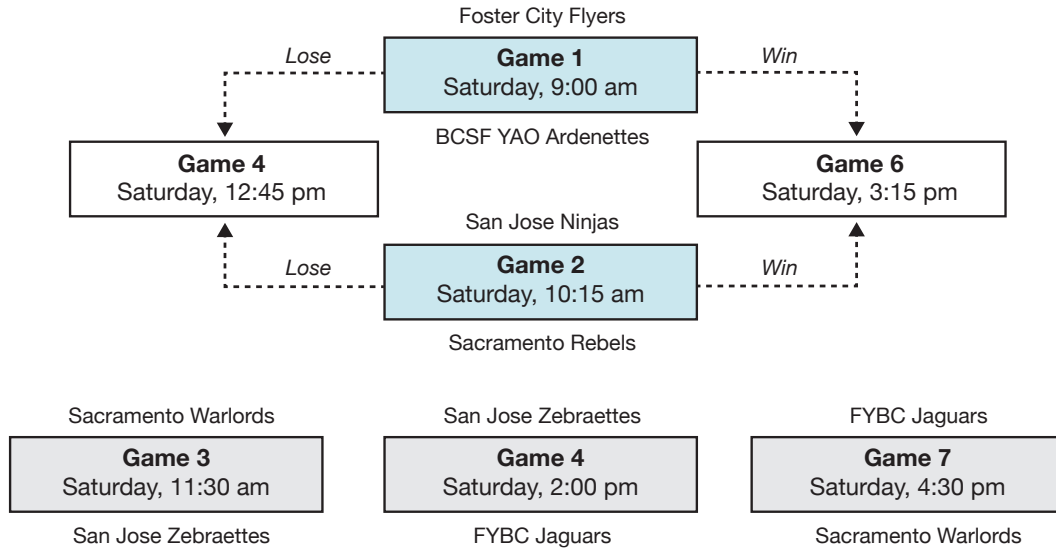 Foster City Flyers
Lose
Game 1
Saturday, 9:00 am
Win
BCSF YAO Ardenettes
Game 4
Saturday, 12:45 pm
Game 6
Saturday, 3:15 pm
San Jose Ninjas
Lose
Game 2
Saturday, 10:15 am
Win
Sacramento Rebels
Sacramento Warlords
Game 3
Saturday, 11:30 am
San Jose Zebraettes
San Jose Zebraettes
Game 4
Saturday, 2:00 pm
FYBC Jaguars
FYBC Jaguars
Game 7
Saturday, 4:30 pm
Sacramento Warlords